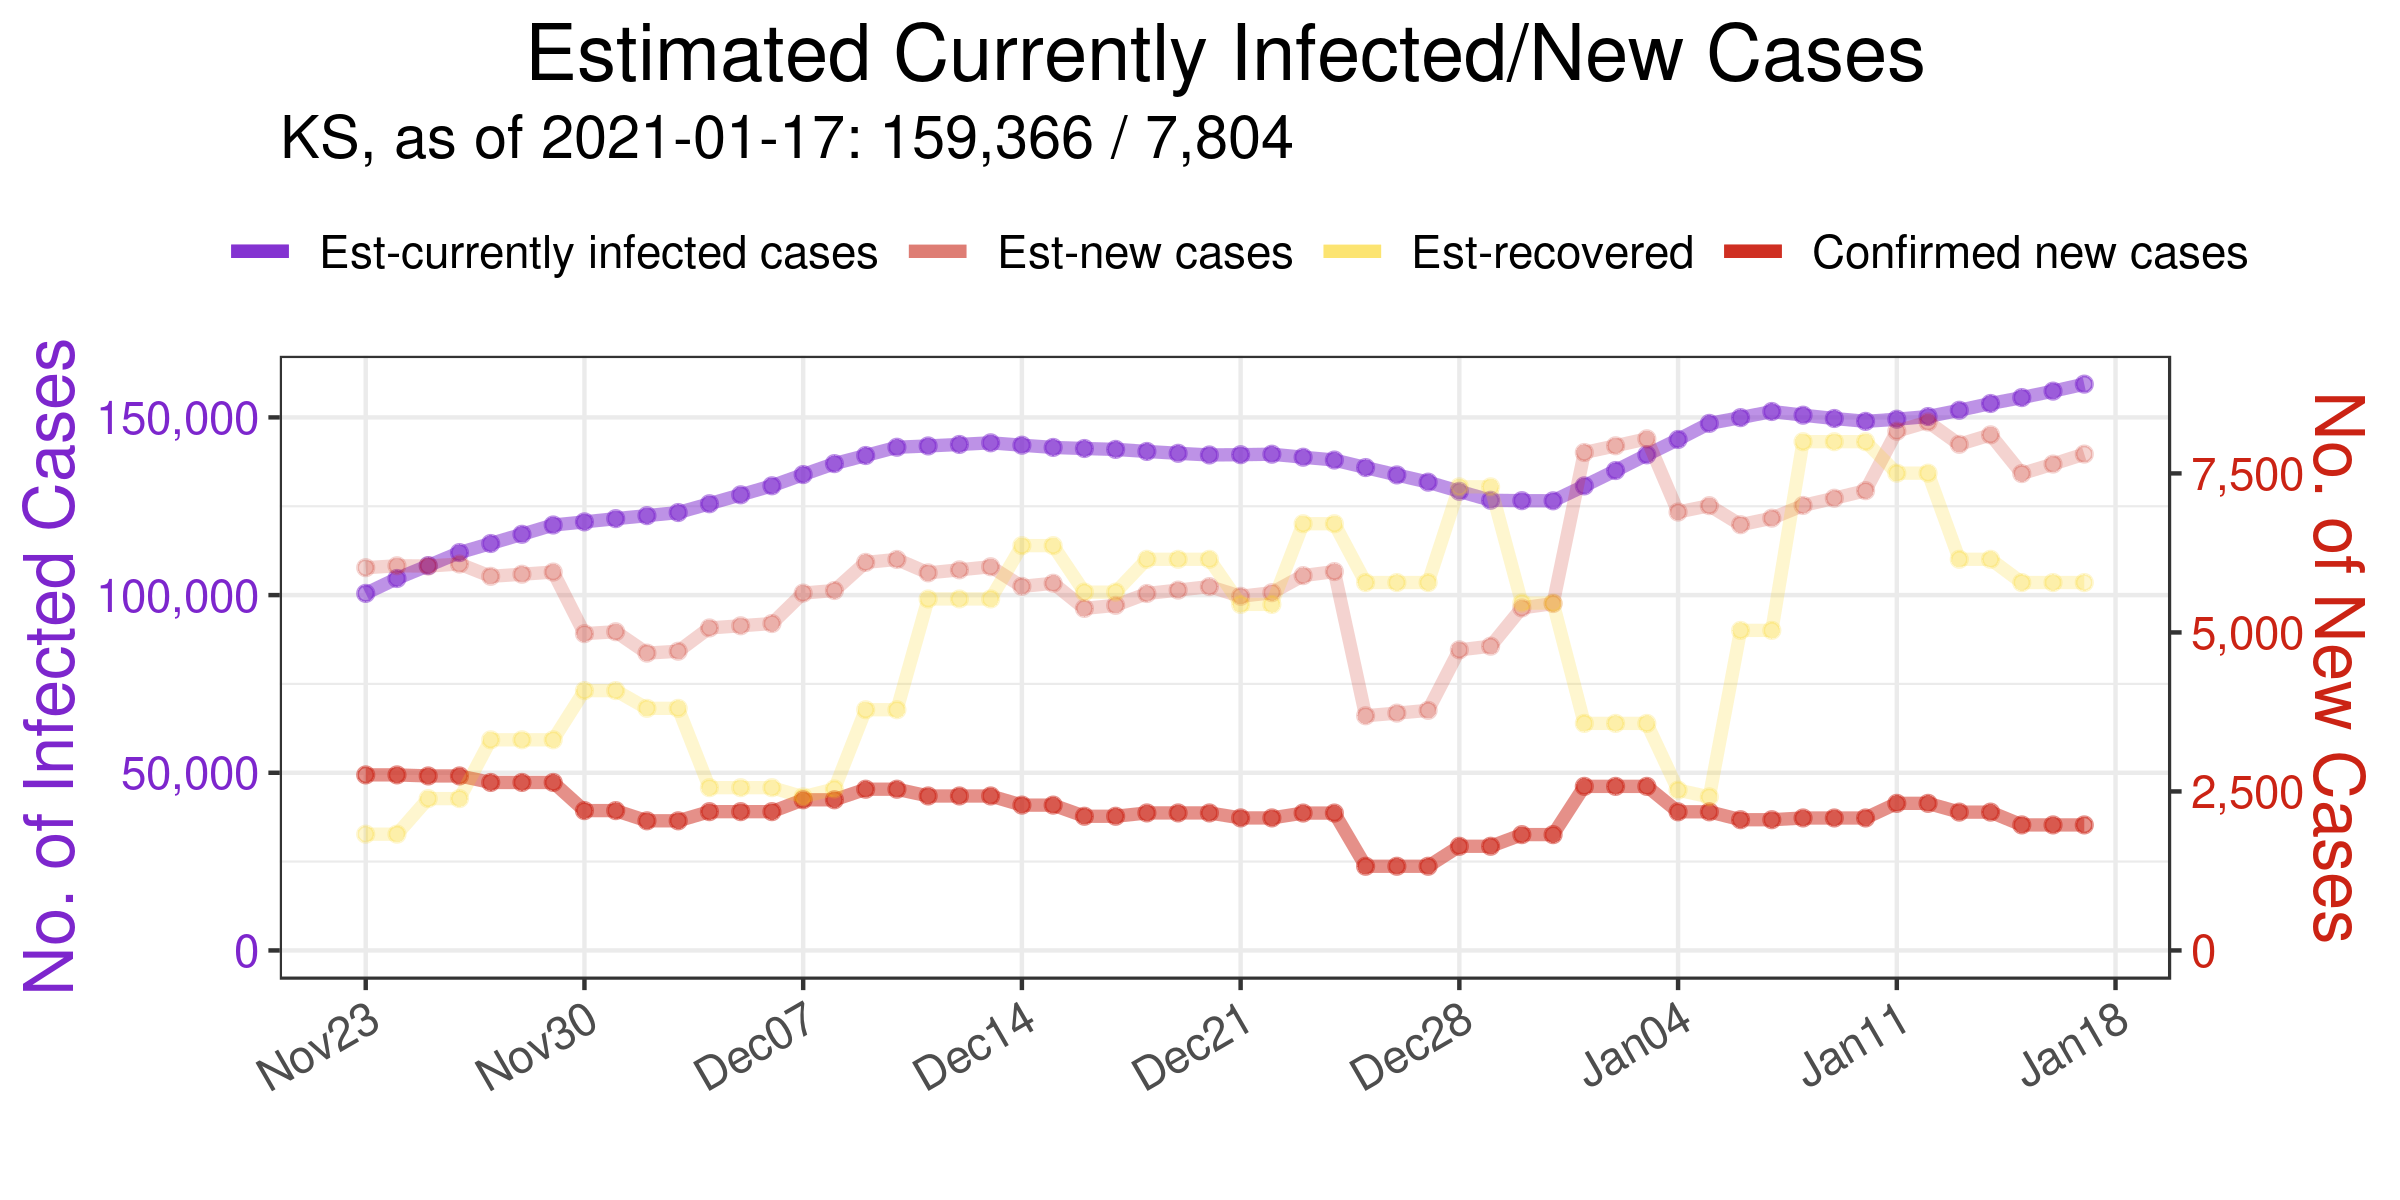 Estimated Currently Infected/New Cases
KS, as of 2021-01-17: 159,366 / 7,804
Est-currently infected cases Est-new cases Est-recovered Confirmed new cases
No. of Infected Cases
150,000
100,000
50,000
0
7,500
5,000
2,500
0
No. of New Cases
Nov23 Nov30 Dec07 Dec14 Dec21 Dec28 Jan04 Jan11 Jan18